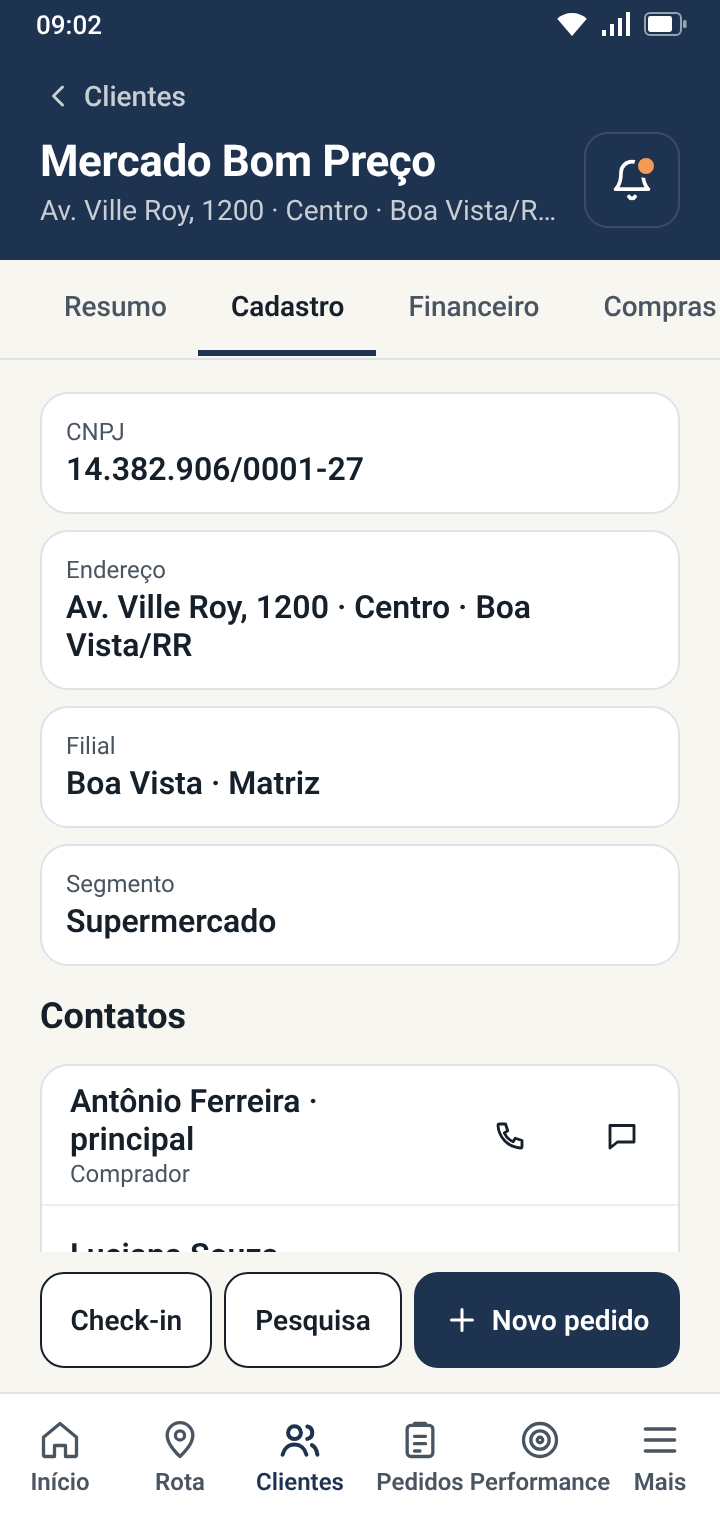 09:02
Clientes
Mercado Bom Preço
Av. Ville Roy, 1200 · Centro · Boa Vista/R...
Resumo
Cadastro
Financeiro
Compras
CNPJ
14.382.906/0001-27
Endereço
Av. Ville Roy, 1200 · Centro · Boa
Vista/RR
Filial
Boa Vista · Matriz
Segmento
Supermercado
Contatos
Antônio Ferreira ·
principal
Comprador
Check-in
Pesquisa
Novo pedido
Início
Rota
Clientes
Pedidos
Performance
Mais